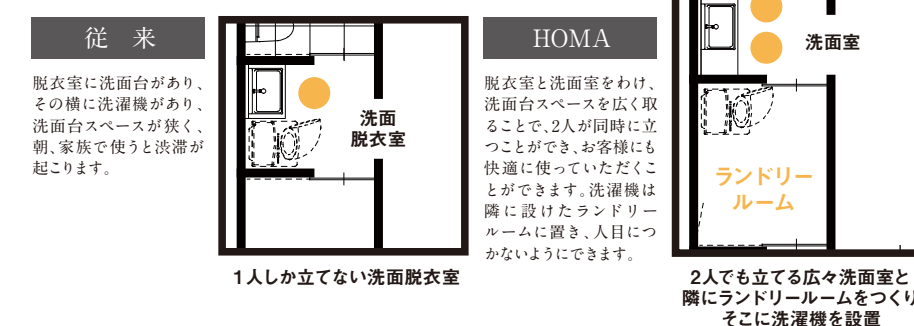 従来
脱衣室に洗面台があり、
その横に洗濯機があり、
洗面台スペースが狭く、
朝、家族で使うと渋滞が
起こります。
洗面
脱衣室
1人しか立てない洗面脱衣室
HOMA
脱衣室と洗面室をわけ、
洗面台スペースを広く取
ることで、2人が同時に立
つことができ、お客様にも
快適に使っていただくこ
とができます。洗濯機は
隣に設けたランドリー
ルームに置き、人目につ
かないようにできます。
洗面室
ランドリー
ルーム
2人でも立てる広々洗面室と
隣にランドリールームをつくり
そこに洗濯機を設置